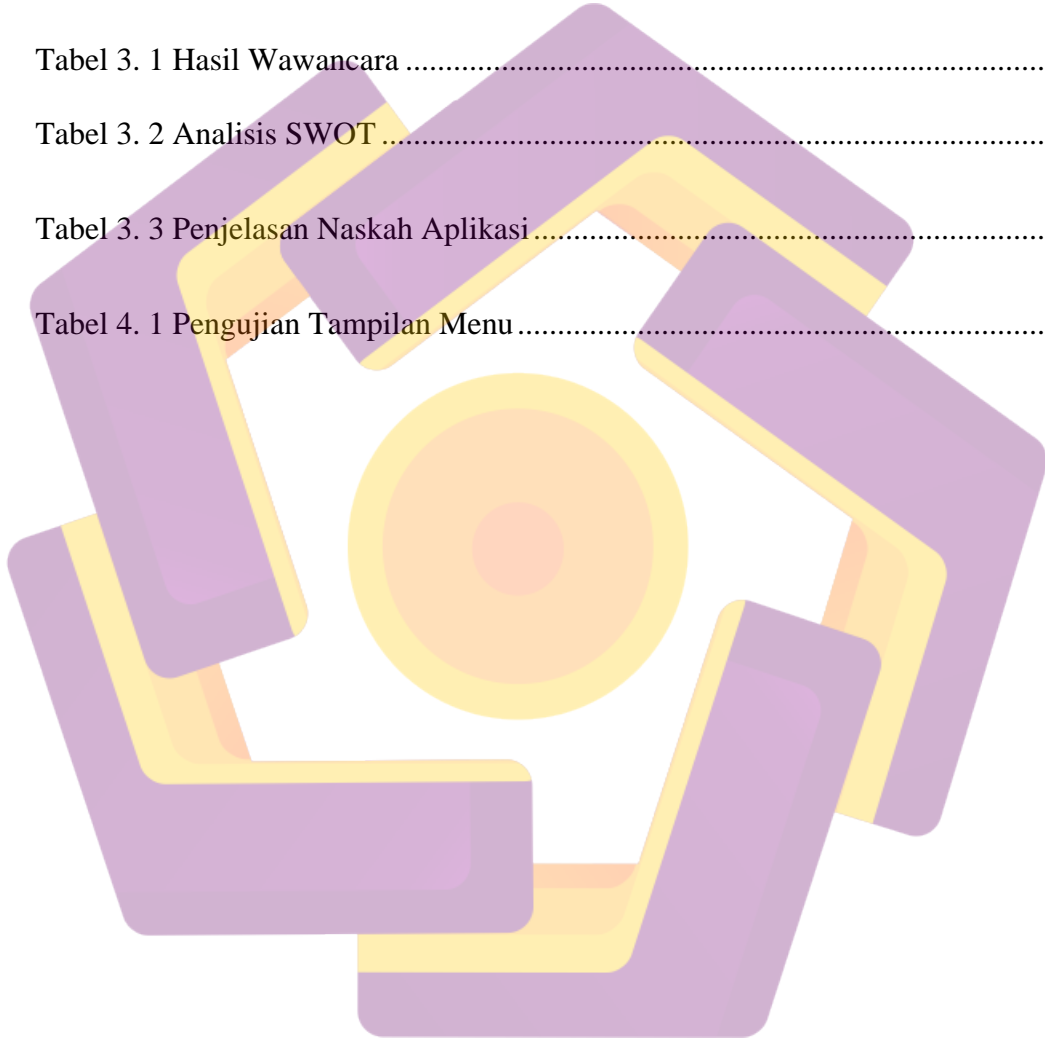 Tabel 3. 1 Hasil Wawancara ................................................................................
Tabel 3. 2 Analisis SWOT ...................................................................................
Tabel 3. 3 Penjelasan Naskah Aplikasi ................................................................
Tabel 4. 1 Pengujian Tampilan Menu ..................................................................